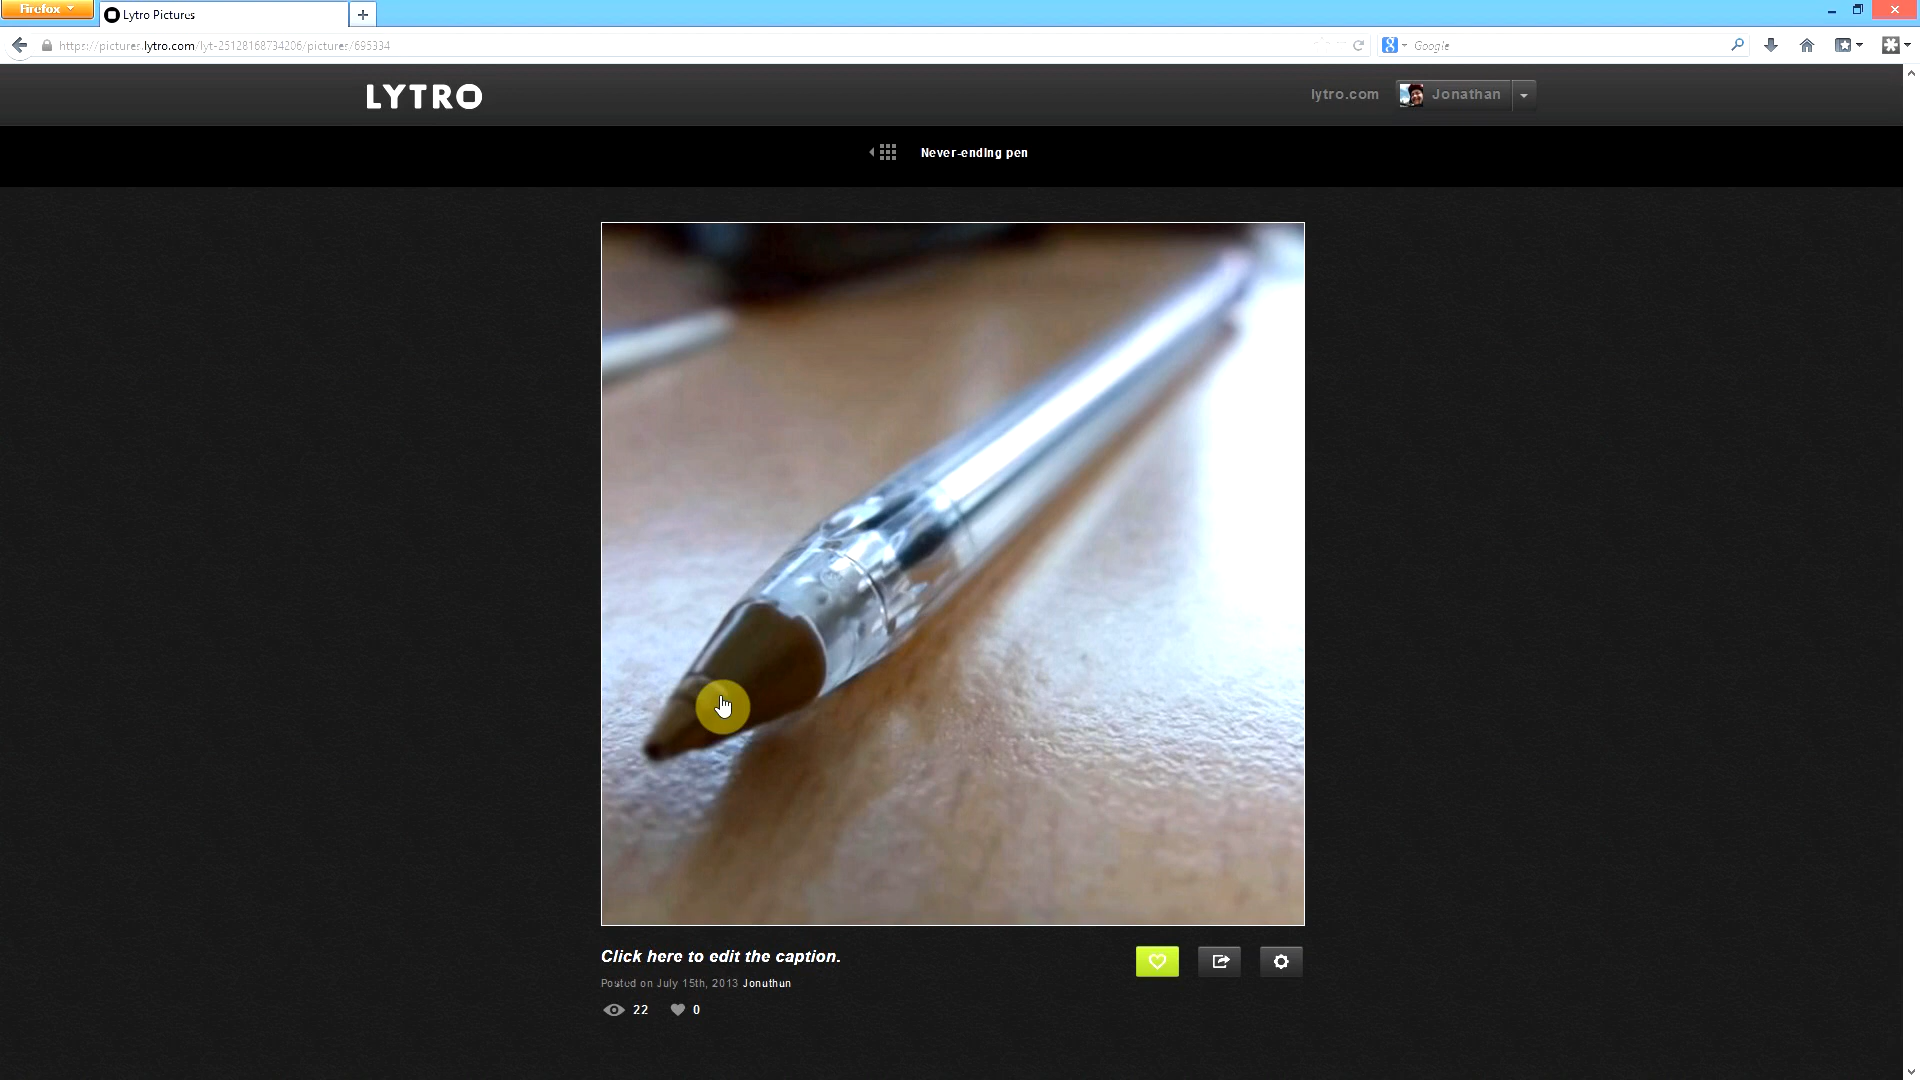 Firefox
Lytro Pictures
https://pictures.lytro.com/lyt-25128168734206/pictures/695334
Google
LYTRO
lytro.com
Jonathan
Never-ending pen
Click here to edit the caption.
Posted on July 15th, 2013 Jonuthun
22
0